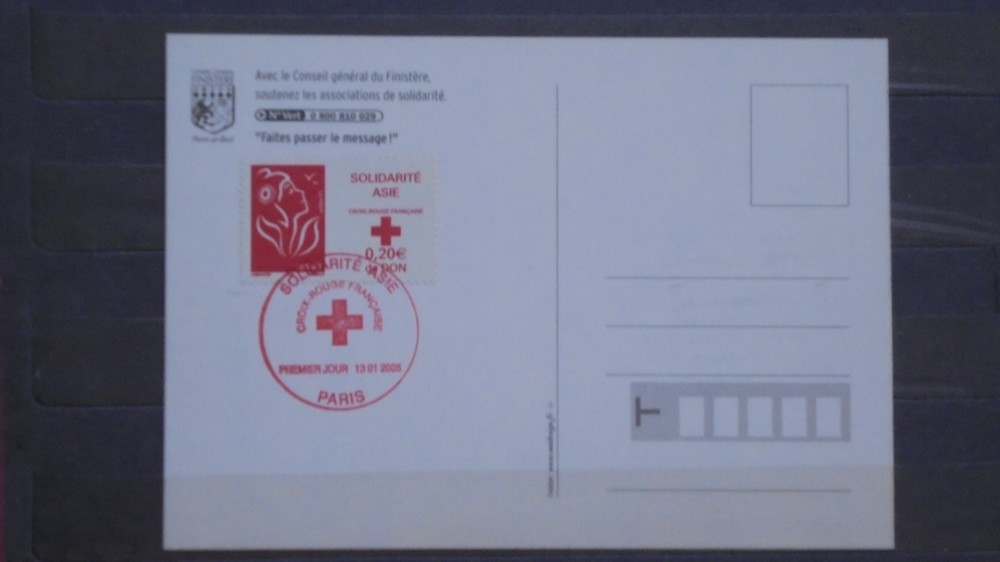 Avec le Conseil général du Finistère,
soutenez les associations de solidarité.
N°Vert 0 800 810 029
"Faites passer le message !"
SOLIDARITÉ
ASIE
CROIX-ROUGE FRANÇAISE
0,20€
de DON
SOLIDARITÉ ASIE
CROIX-ROUGE FRANÇAISE
PREMIER JOUR 13 01 2005
PARIS